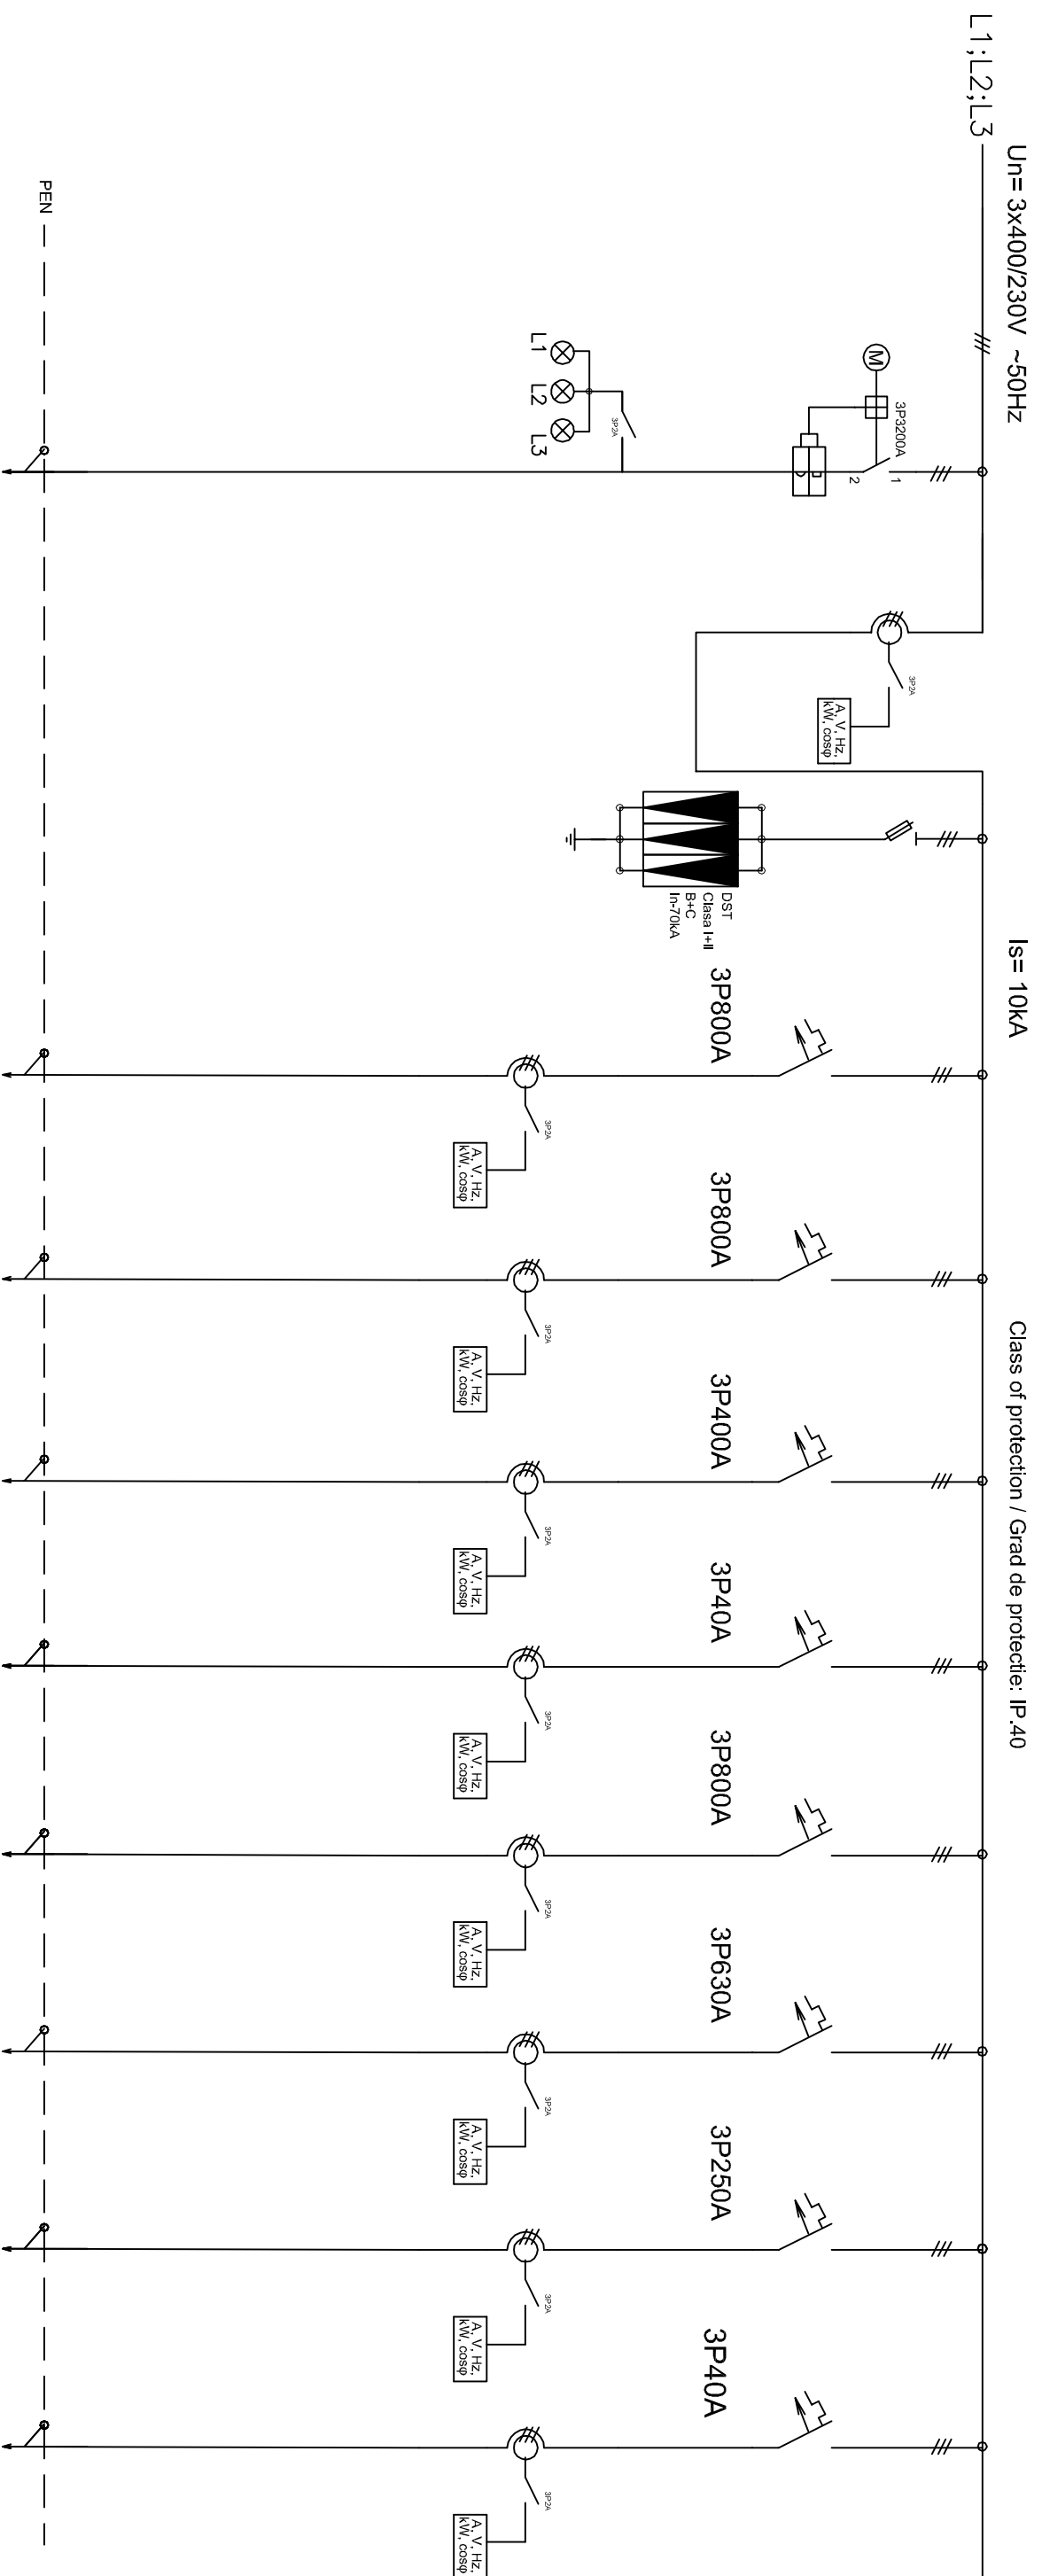 L1;L2;L3
Un= 3x400/230V ~50Hz
Is= 10kA
Class of protection / Grad de protectie: IP.40
3P3200A
M
1
2
3P2A
L1
L2
L3
3P2A
A, V, Hz,
kW, cosφ
DST
Clasa I+II
B+C
In-70kA
3P800A
3P2A
A, V, Hz,
kW, cosφ
3P800A
3P2A
A, V, Hz,
kW, cosφ
3P400A
3P2A
A, V, Hz,
kW, cosφ
3P40A
3P2A
A, V, Hz,
kW, cosφ
3P800A
3P2A
A, V, Hz,
kW, cosφ
3P630A
3P2A
A, V, Hz,
kW, cosφ
3P250A
3P2A
A, V, Hz,
kW, cosφ
3P40A
3P2A
A, V, Hz,
kW, cosφ
PEN